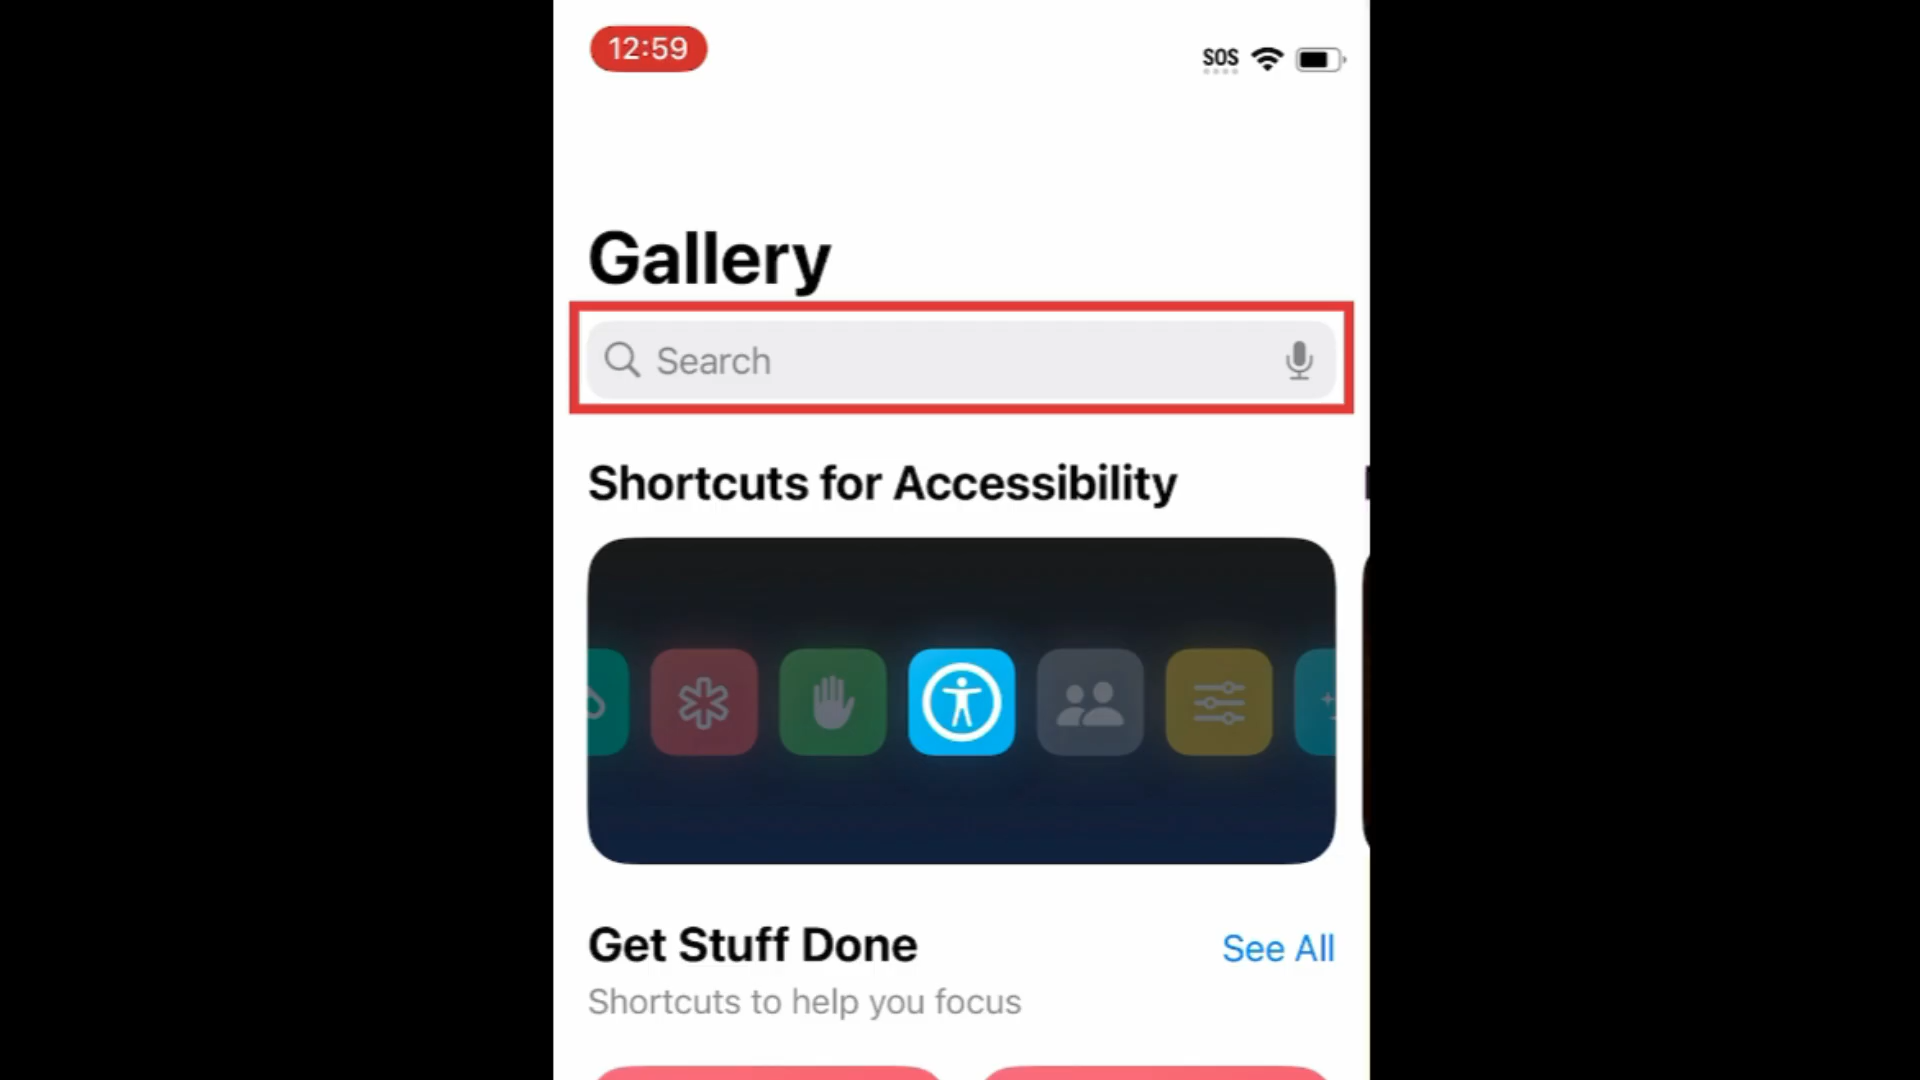 12:59
SOS
Gallery
Search
Shortcuts for Accessibility
Get Stuff Done
See All
Shortcuts to help you focus